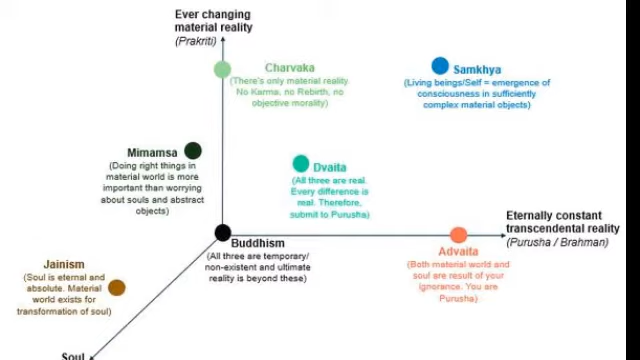 Ever changing
material reality
(Prakriti)
Charvaka
(There's only material reality
No Karma, no Rebirth, no
objective morality)
Samkhya
(Living beings/Self = emergence of
consciousness in sufficiently
complex material objects)
Mimamsa
(Doing right things in
material world is more
important than worrying
about souls and abstract
objects)
Dvaita
(All three are real.
Every difference is
real. Therefore,
submit to Purusha)
Eternally constant
transcendental reality
(Purusha / Brahman)
Buddhism
(All three are temporary/
non-existent and ultimate
reality is beyond these)
Advaita
(Both material world and
soul are result of your
ignorance. You are
Purusha)
Jainism
(Soul is eternal and
absolute. Material
world exists for
transformation of soul)
Soul